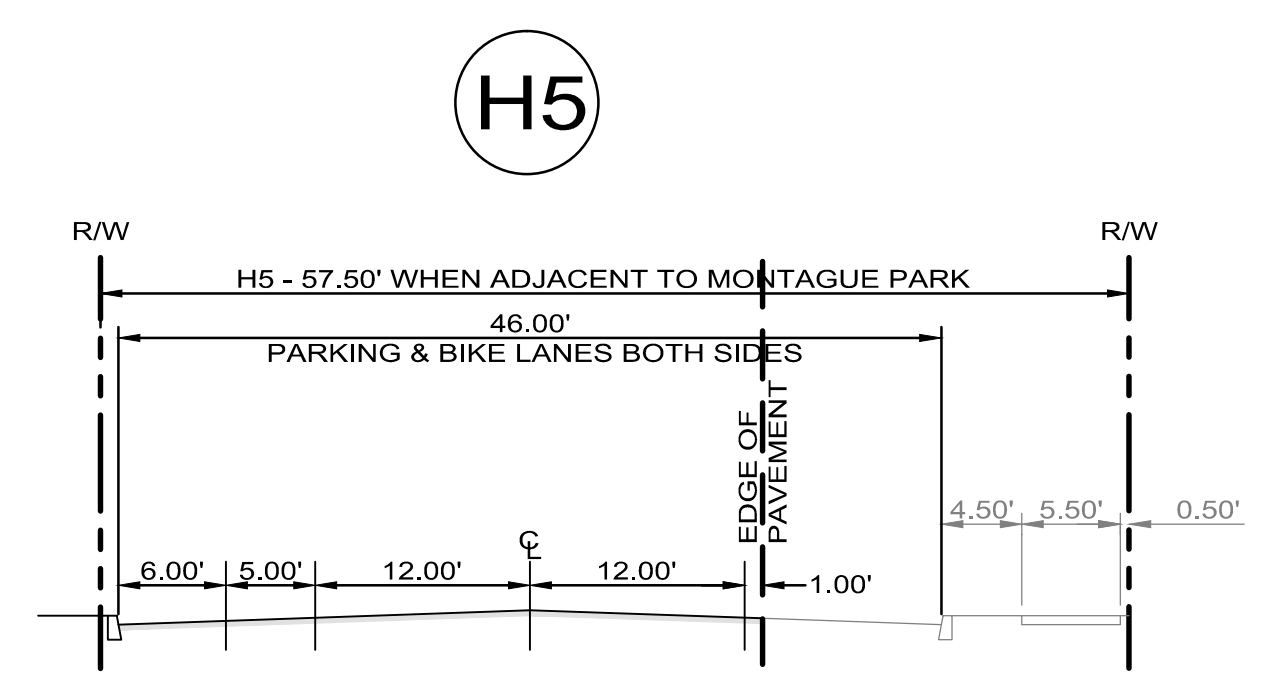 H5
R/W
R/W
H5 - 57.50' WHEN ADJACENT TO MONTAGUE PARK
46.00'
PARKING & BIKE LANES BOTH SIDES
EDGE OF
PAVEMENT
4.50'
5.50'
0.50'
CL
6.00'
5.00'
12.00'
12.00'
1.00'